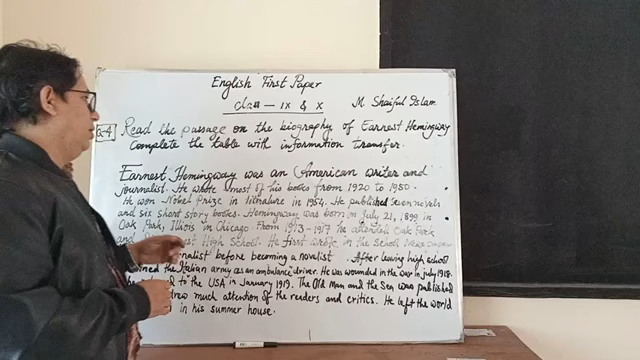 English First Paper
Class — IX & X M Shaiful Islam
Q-4 Read the passage on the biography of Earnest Hemingway
Complete the table with information transfer.
Earnest Hemingway was an American writer and
journalist. He wrote most of his books from 1920 to 1950.
He won Nobel Prize in literature in 1954. He published seven novels
and six short story books. Hemingway was born in July 21, 1899 in
Oak Park, Illinois in Chicago. From 1913-1917 he attended Oak Park
and High School. He first wrote in the School News paper
before becoming a novelist. After leaving high school
the Italian army as an ambulance driver. He was wounded in the war in july 1918.
to the USA in January 1919. The Old Man and the Sea was published
much attention of the readers and critics. He left the world
in his summer house.